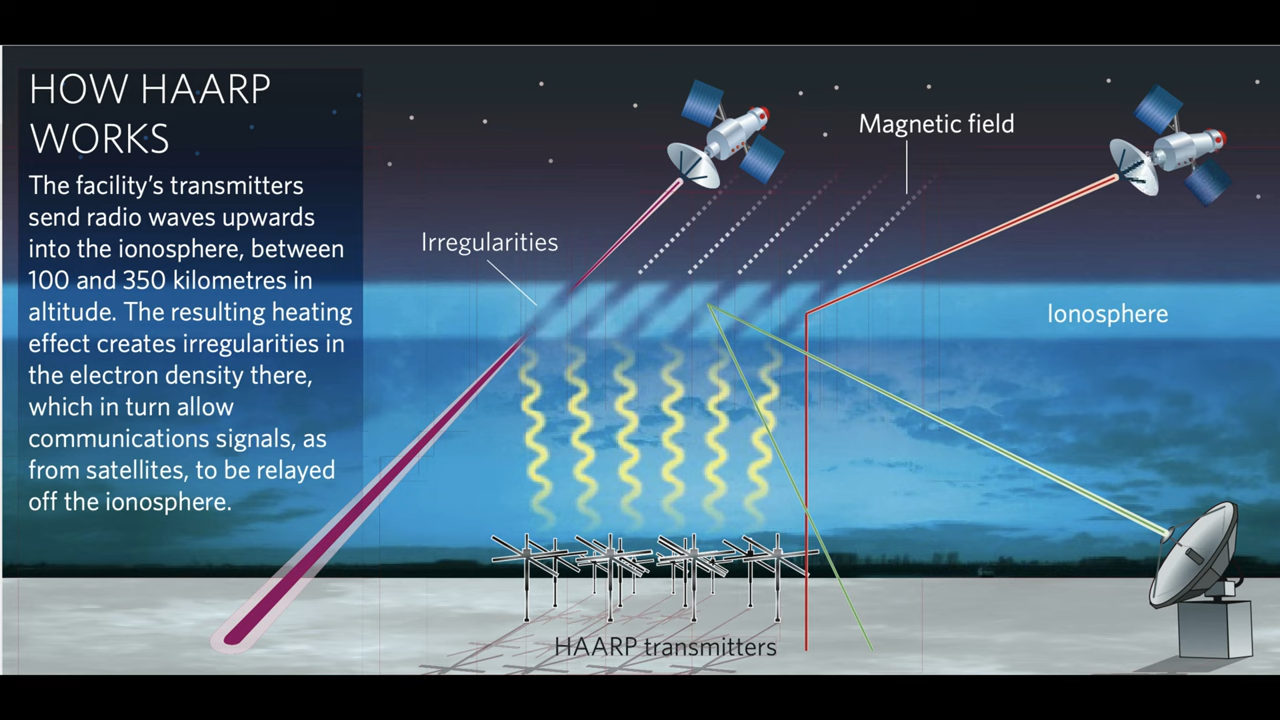 HOW HAARP
WORKS
The facility’s transmitters
send radio waves upwards
into the ionosphere, between
100 and 350 kilometres in
altitude. The resulting heating
effect creates irregularities in
the electron density there,
which in turn allow
communications signals, as
from satellites, to be relayed
off the ionosphere.
Magnetic field
Irregularities
Ionosphere
HAARP transmitters